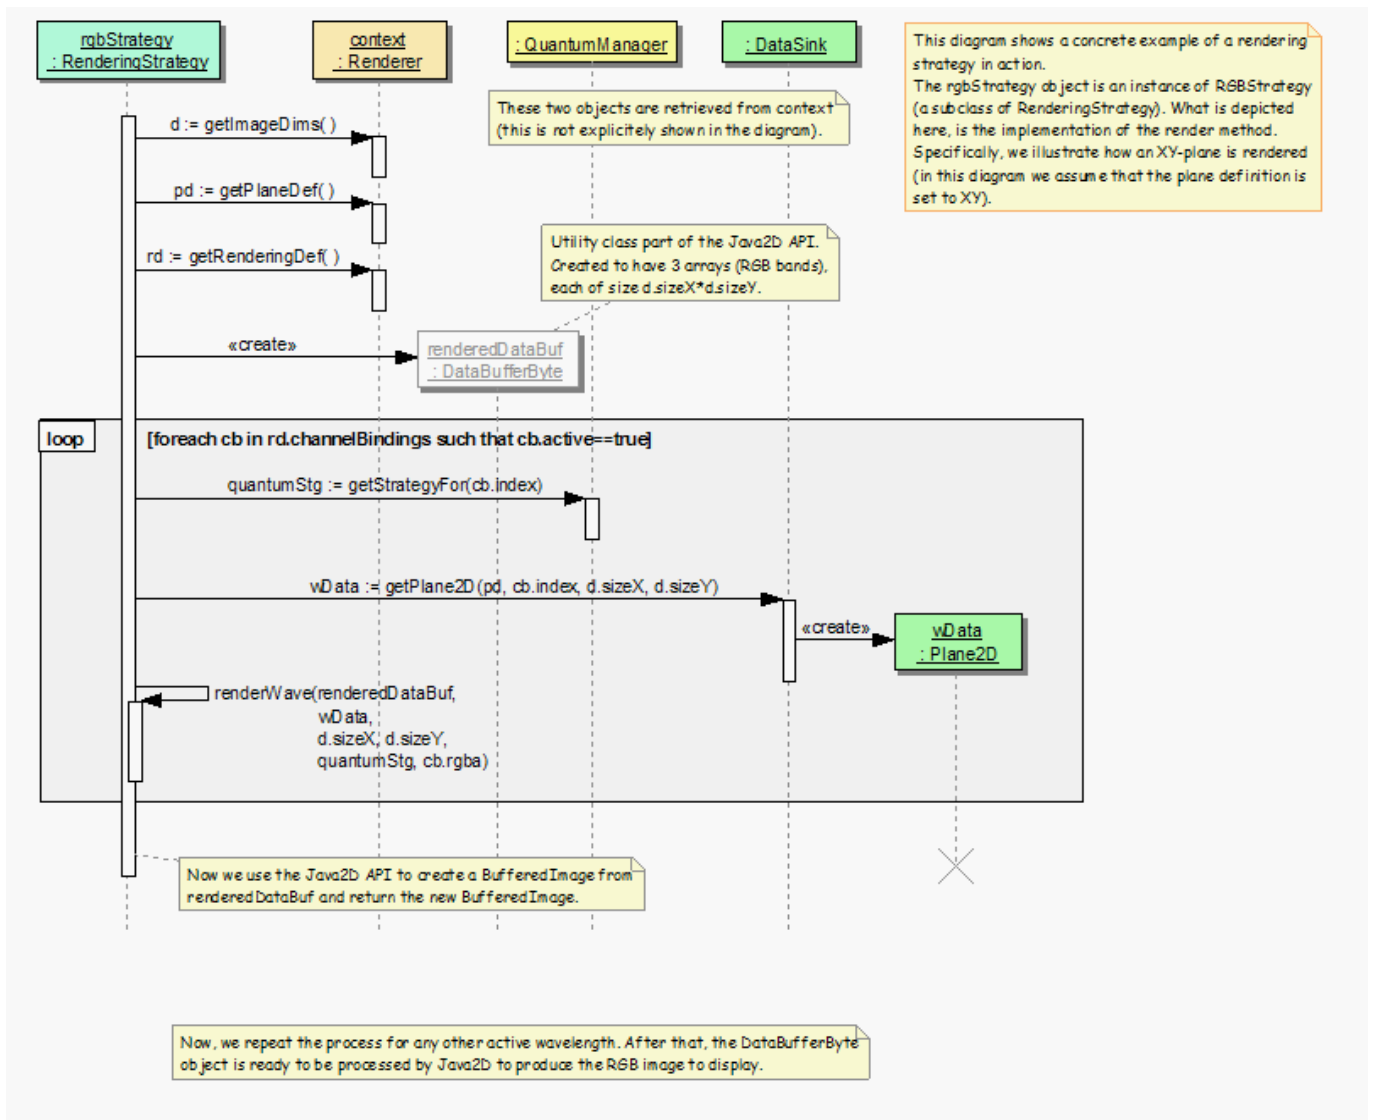 rgbStrategy
: RenderingStrategy
context
: Renderer
: QuantumManager
: DataSink
This diagram shows a concrete example of a rendering
strategy in action.
The rgbStrategy object is an instance of RGBStrategy
(a subclass of RenderingStrategy). What is depicted
here, is the implementation of the render method.
Specifically, we illustrate how an XY-plane is rendered
(in this diagram we assume that the plane definition is
set to XY).
These two objects are retrieved from context
(this is not explicitely shown in the diagram).
d := getImageDims( )
pd := getPlaneDef( )
rd := getRenderingDef( )
Utility class part of the Java2D API.
Created to have 3 arrays (RGB bands),
each of size d.sizeX*d.sizeY.
«create»
renderedDataBuf
: DataBufferByte
loop
[foreach cb in rd.channelBindings such that cb.active==true]
quantumStg := getStrategyFor(cb.index)
wData := getPlane2D(pd, cb.index, d.sizeX, d.sizeY)
«create»
wData
: Plane2D
renderWave(renderedDataBuf,
wData,
d.sizeX, d.sizeY,
quantumStg, cb.rgba)
Now we use the Java2D API to create a BufferedImage from
renderedDataBuf and return the new BufferedImage.
Now, we repeat the process for any other active wavelength. After that, the DataBufferByte
object is ready to be processed by Java2D to produce the RGB image to display.